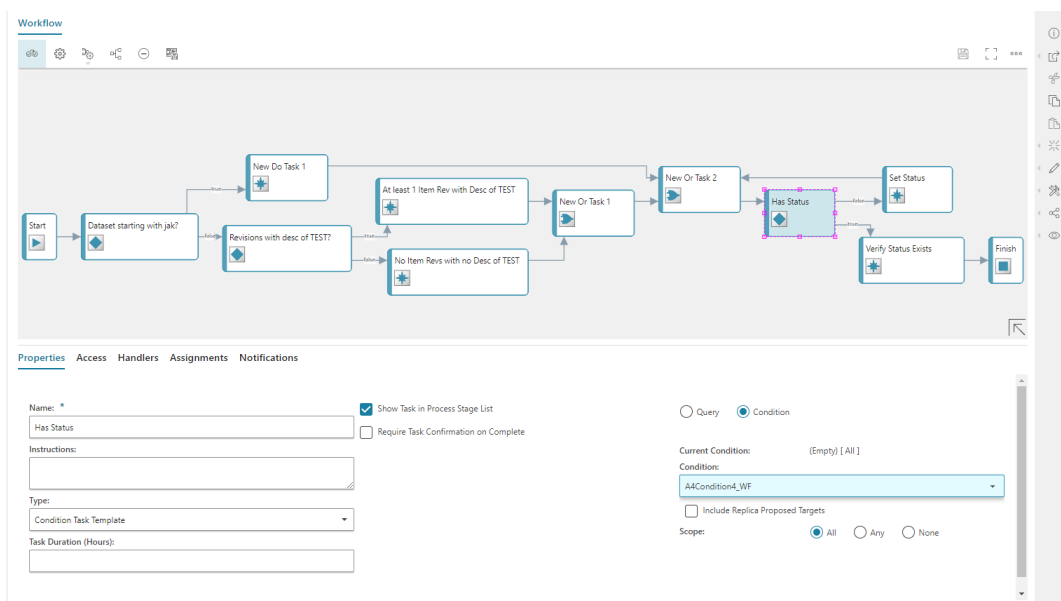 Workflow
New Do Task 1
true
Start
Dataset starting with jak?
false
Revisions with desc of TEST?
true
false
At least 1 Item Rev with Desc of TEST
No Item Revs with no Desc of TEST
New Or Task 1
New Or Task 2
Has Status
false
true
Set Status
Verify Status Exists
Finish
Properties Access Handlers Assignments Notifications
Name: *
Has Status
Instructions:
Type:
Condition Task Template
Task Duration (Hours):
Show Task in Process Stage List
Require Task Confirmation on Complete
Query Condition
Current Condition: (Empty) [ All ]
Condition:
A4Condition4_WF
Include Replica Proposed Targets
Scope: All Any None